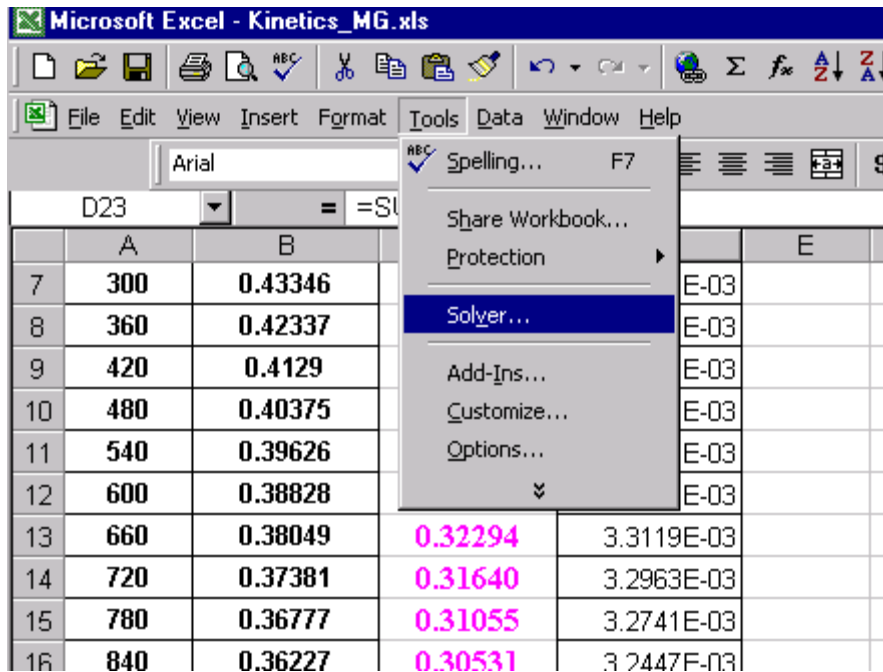 Microsoft Excel - Kinetics_MG.xls
ABC Σ fx A Z Z A
File Edit View Insert Format Tools Data Window Help
Arial ABC Spelling... F7 a
D23 = =SU Share Workbook...
A B Protection E
7 300 0.43346 E-03
Solver...
8 360 0.42337 E-03
9 420 0.4129 Add-Ins... E-03
10 480 0.40375 Customize... E-03
11 540 0.39626 Options... E-03
12 600 0.38828 E-03
13 660 0.38049 0.32294 3.3119E-03
14 720 0.37381 0.31640 3.2963E-03
15 780 0.36777 0.31055 3.2741E-03
16 840 0.36227 0.30531 3.2447E-03